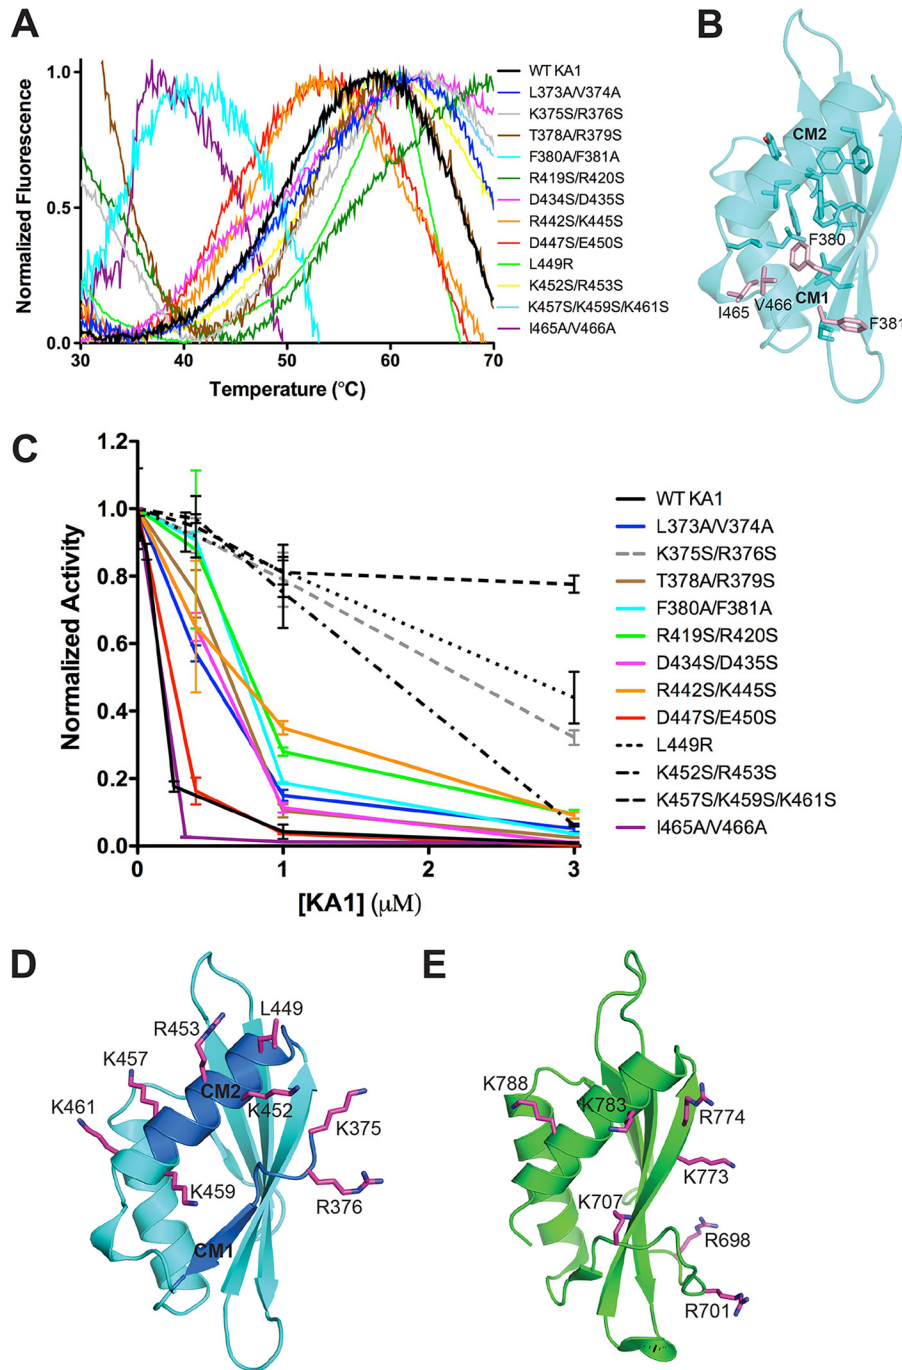 A
Normalized Fluorescence
1.0
0.5
0.0
30
40
50
60
70
Temperature (°C)
WT KA1
L373A/V374A
K375S/R376S
T378A/R379S
F380A/F381A
R419S/R420S
D434S/D435S
R442S/K445S
D447S/E450S
L449R
K452S/R453S
K457S/K459S/K461S
I465A/V466A
B
CM2
F380
CM1
I465
V466
F381
C
Normalized Activity
1.2
1.0
0.8
0.6
0.4
0.2
0.0
0
1
2
3
[KA1] (μM)
WT KA1
L373A/V374A
K375S/R376S
T378A/R379S
F380A/F381A
R419S/R420S
D434S/D435S
R442S/K445S
D447S/E450S
L449R
K452S/R453S
K457S/K459S/K461S
I465A/V466A
D
L449
R453
K457
CM2
K452
K461
K375
K459
R376
CM1
E
K788
K783
R774
K773
K707
R698
R701